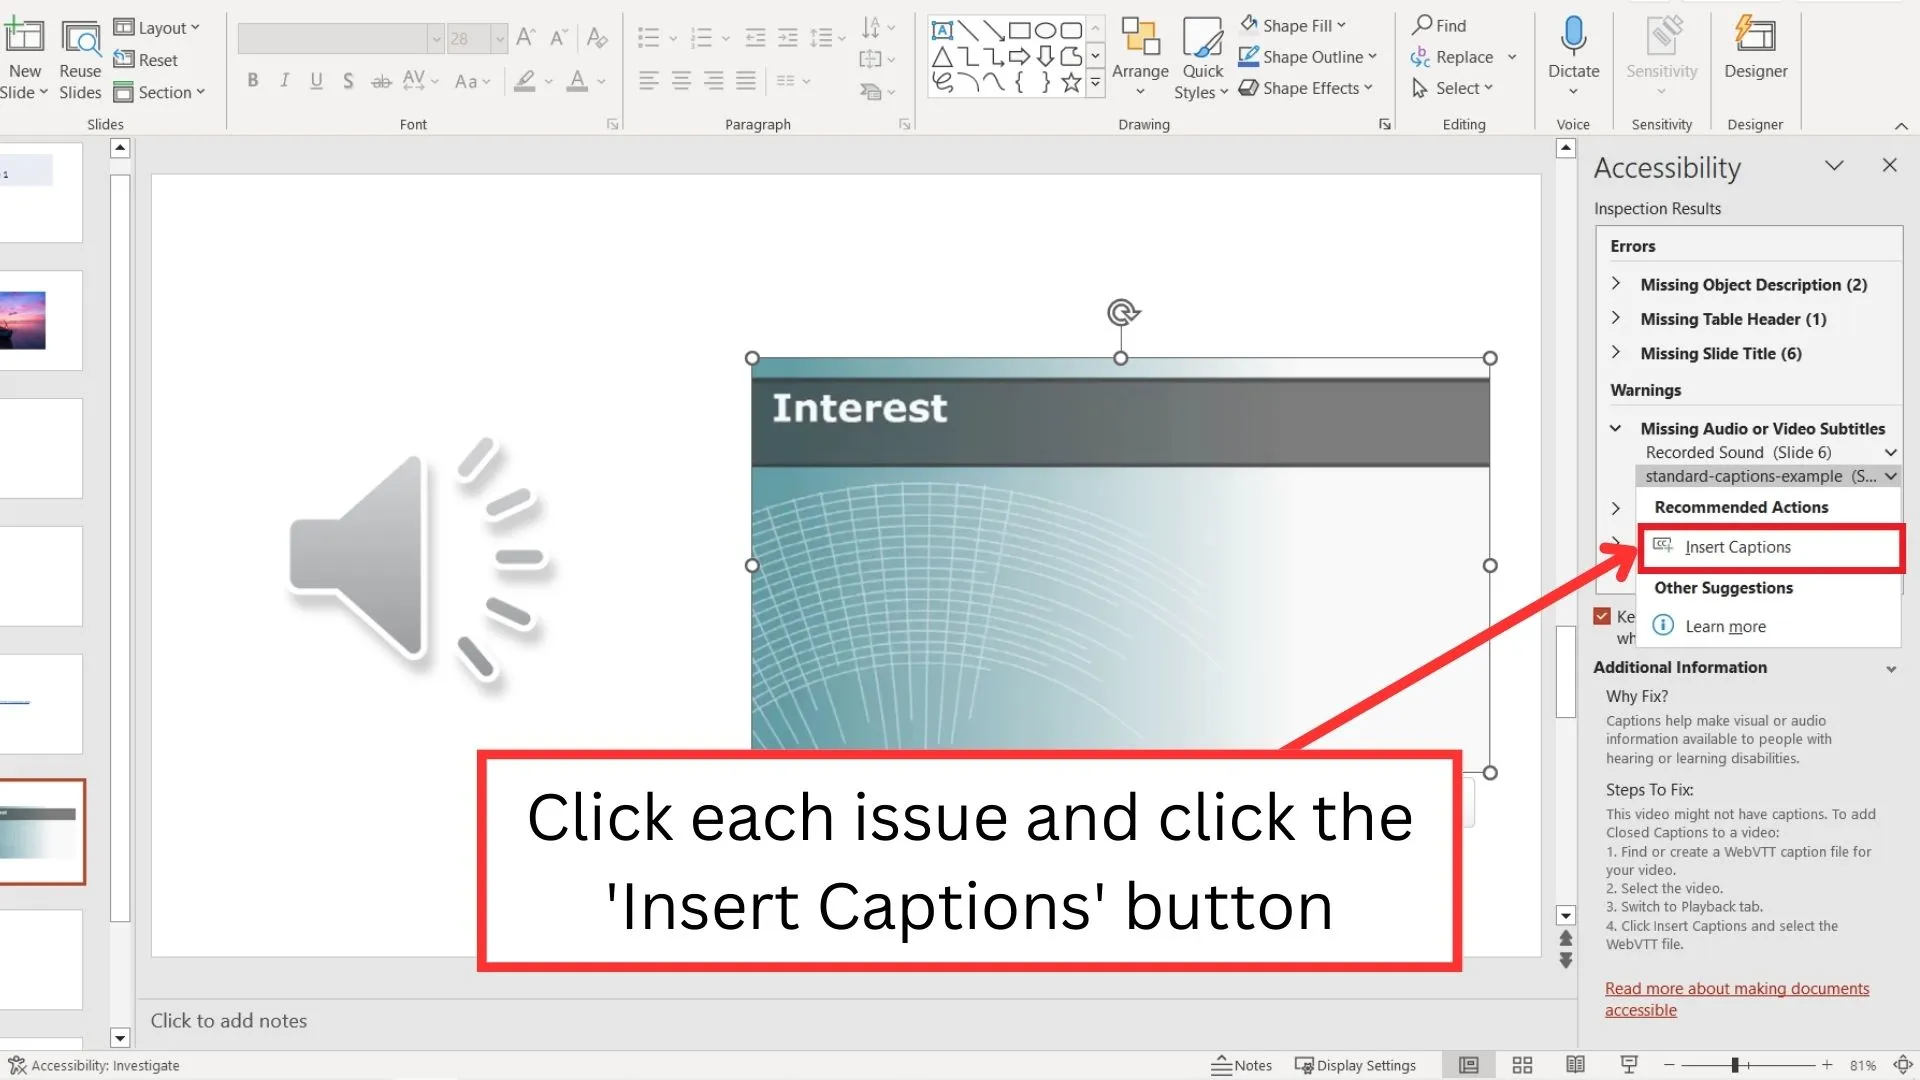 New
Slide
Reuse
Slides
Layout
Reset
Section
Slides
28
B I U S ab AV Aa A
Font
Paragraph
Arrange
Quick
Styles
Shape Fill
Shape Outline
Shape Effects
Drawing
Find
Replace
Select
Editing
Dictate
Voice
Sensitivity
Sensitivity
Designer
Designer
1
Interest
Click each issue and click the
'Insert Captions' button
Click to add notes
Accessibility
Inspection Results
Errors
Missing Object Description (2)
Missing Table Header (1)
Missing Slide Title (6)
Warnings
Missing Audio or Video Subtitles
Recorded Sound (Slide 6)
standard-captions-example (S...
Recommended Actions
CC Insert Captions
Other Suggestions
Learn more
Ke
wh
Additional Information
Why Fix?
Captions help make visual or audio
information available to people with
hearing or learning disabilities.
Steps To Fix:
This video might not have captions. To add
Closed Captions to a video:
1. Find or create a WebVTT caption file for
your video.
2. Select the video.
3. Switch to Playback tab.
4. Click Insert Captions and select the
WebVTT file.
Read more about making documents
accessible
Accessibility: Investigate
Notes
Display Settings
81%